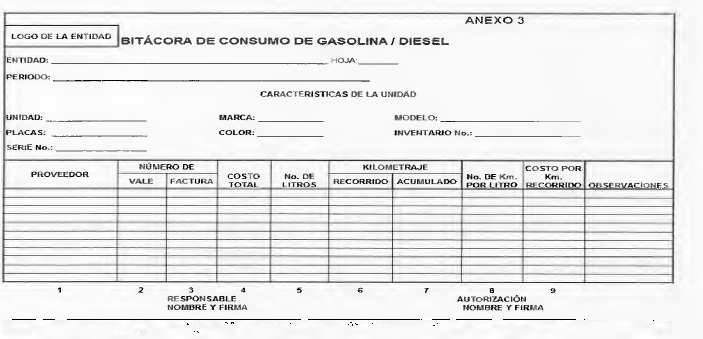 ANEXO 3
LOGO DE LA ENTIDAD
BITÁCORA DE CONSUMO DE GASOLINA / DIESEL
ENTIDAD: HOJA:
PERIODO:
CARACTERISTICAS DE LA UNIDAD
UNIDAD: MARCA: MODELO:
PLACAS: COLOR: INVENTARIO No.:
SERIE No.:
PROVEEDOR NÚMERO DE VALE FACTURA COSTO TOTAL No. DE LITROS KILOMETRAJE RECORRIDO ACUMULADO No. DE Km. POR LITRO COSTO POR Km. RECORRIDO OBSERVACIONES
1 2 3 4 5 6 7 8 9
RESPONSABLE AUTORIZACIÓN
NOMBRE Y FIRMA NOMBRE Y FIRMA